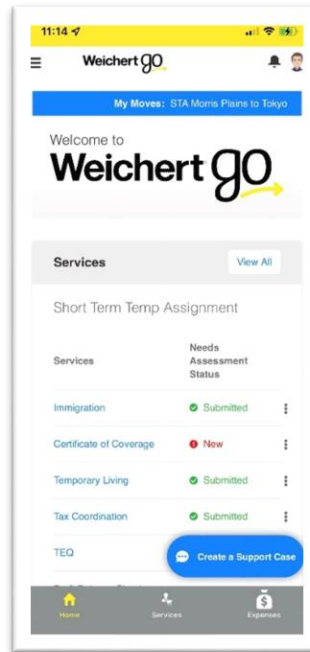 11:14
Weichert go
My Moves: STA Morris Plains to Tokyo
Welcome to
Weichert go
Services View All
Short Term Temp Assignment
Services Needs Assessment Status
Immigration Submitted
Certificate of Coverage New
Temporary Living Submitted
Tax Coordination Submitted
TEQ
Create a Support Case
Home Services Expenses